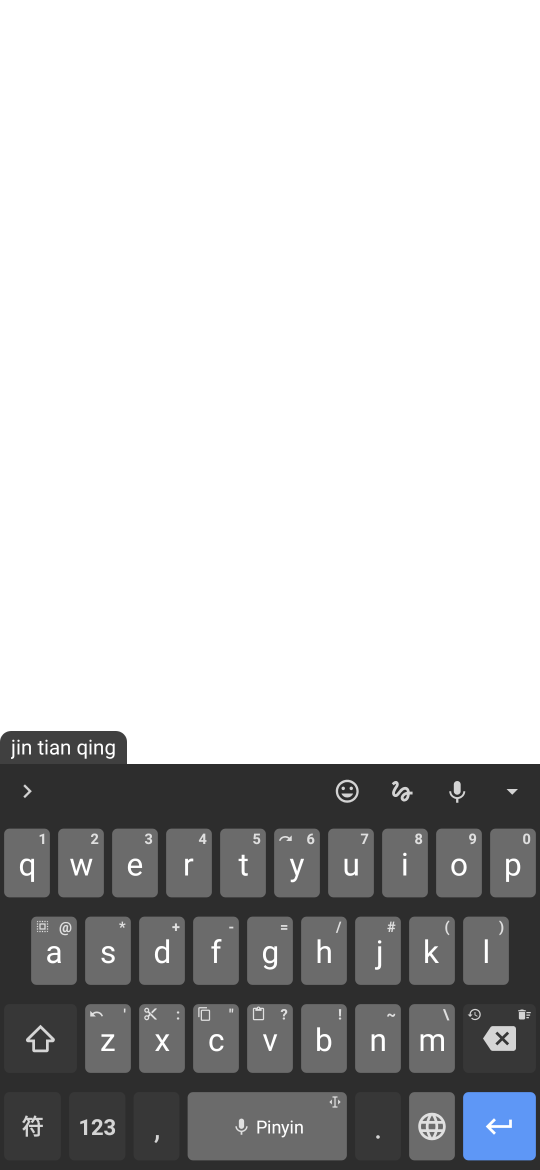 jin tian qing
1 2 3 4 5 6 7 8 9 0
q w e r t y u i o p
@ * + - = / # ( )
a s d f g h j k l
' : " ? ! ~ \
z x c v b n m
符 123 , Pinyin .